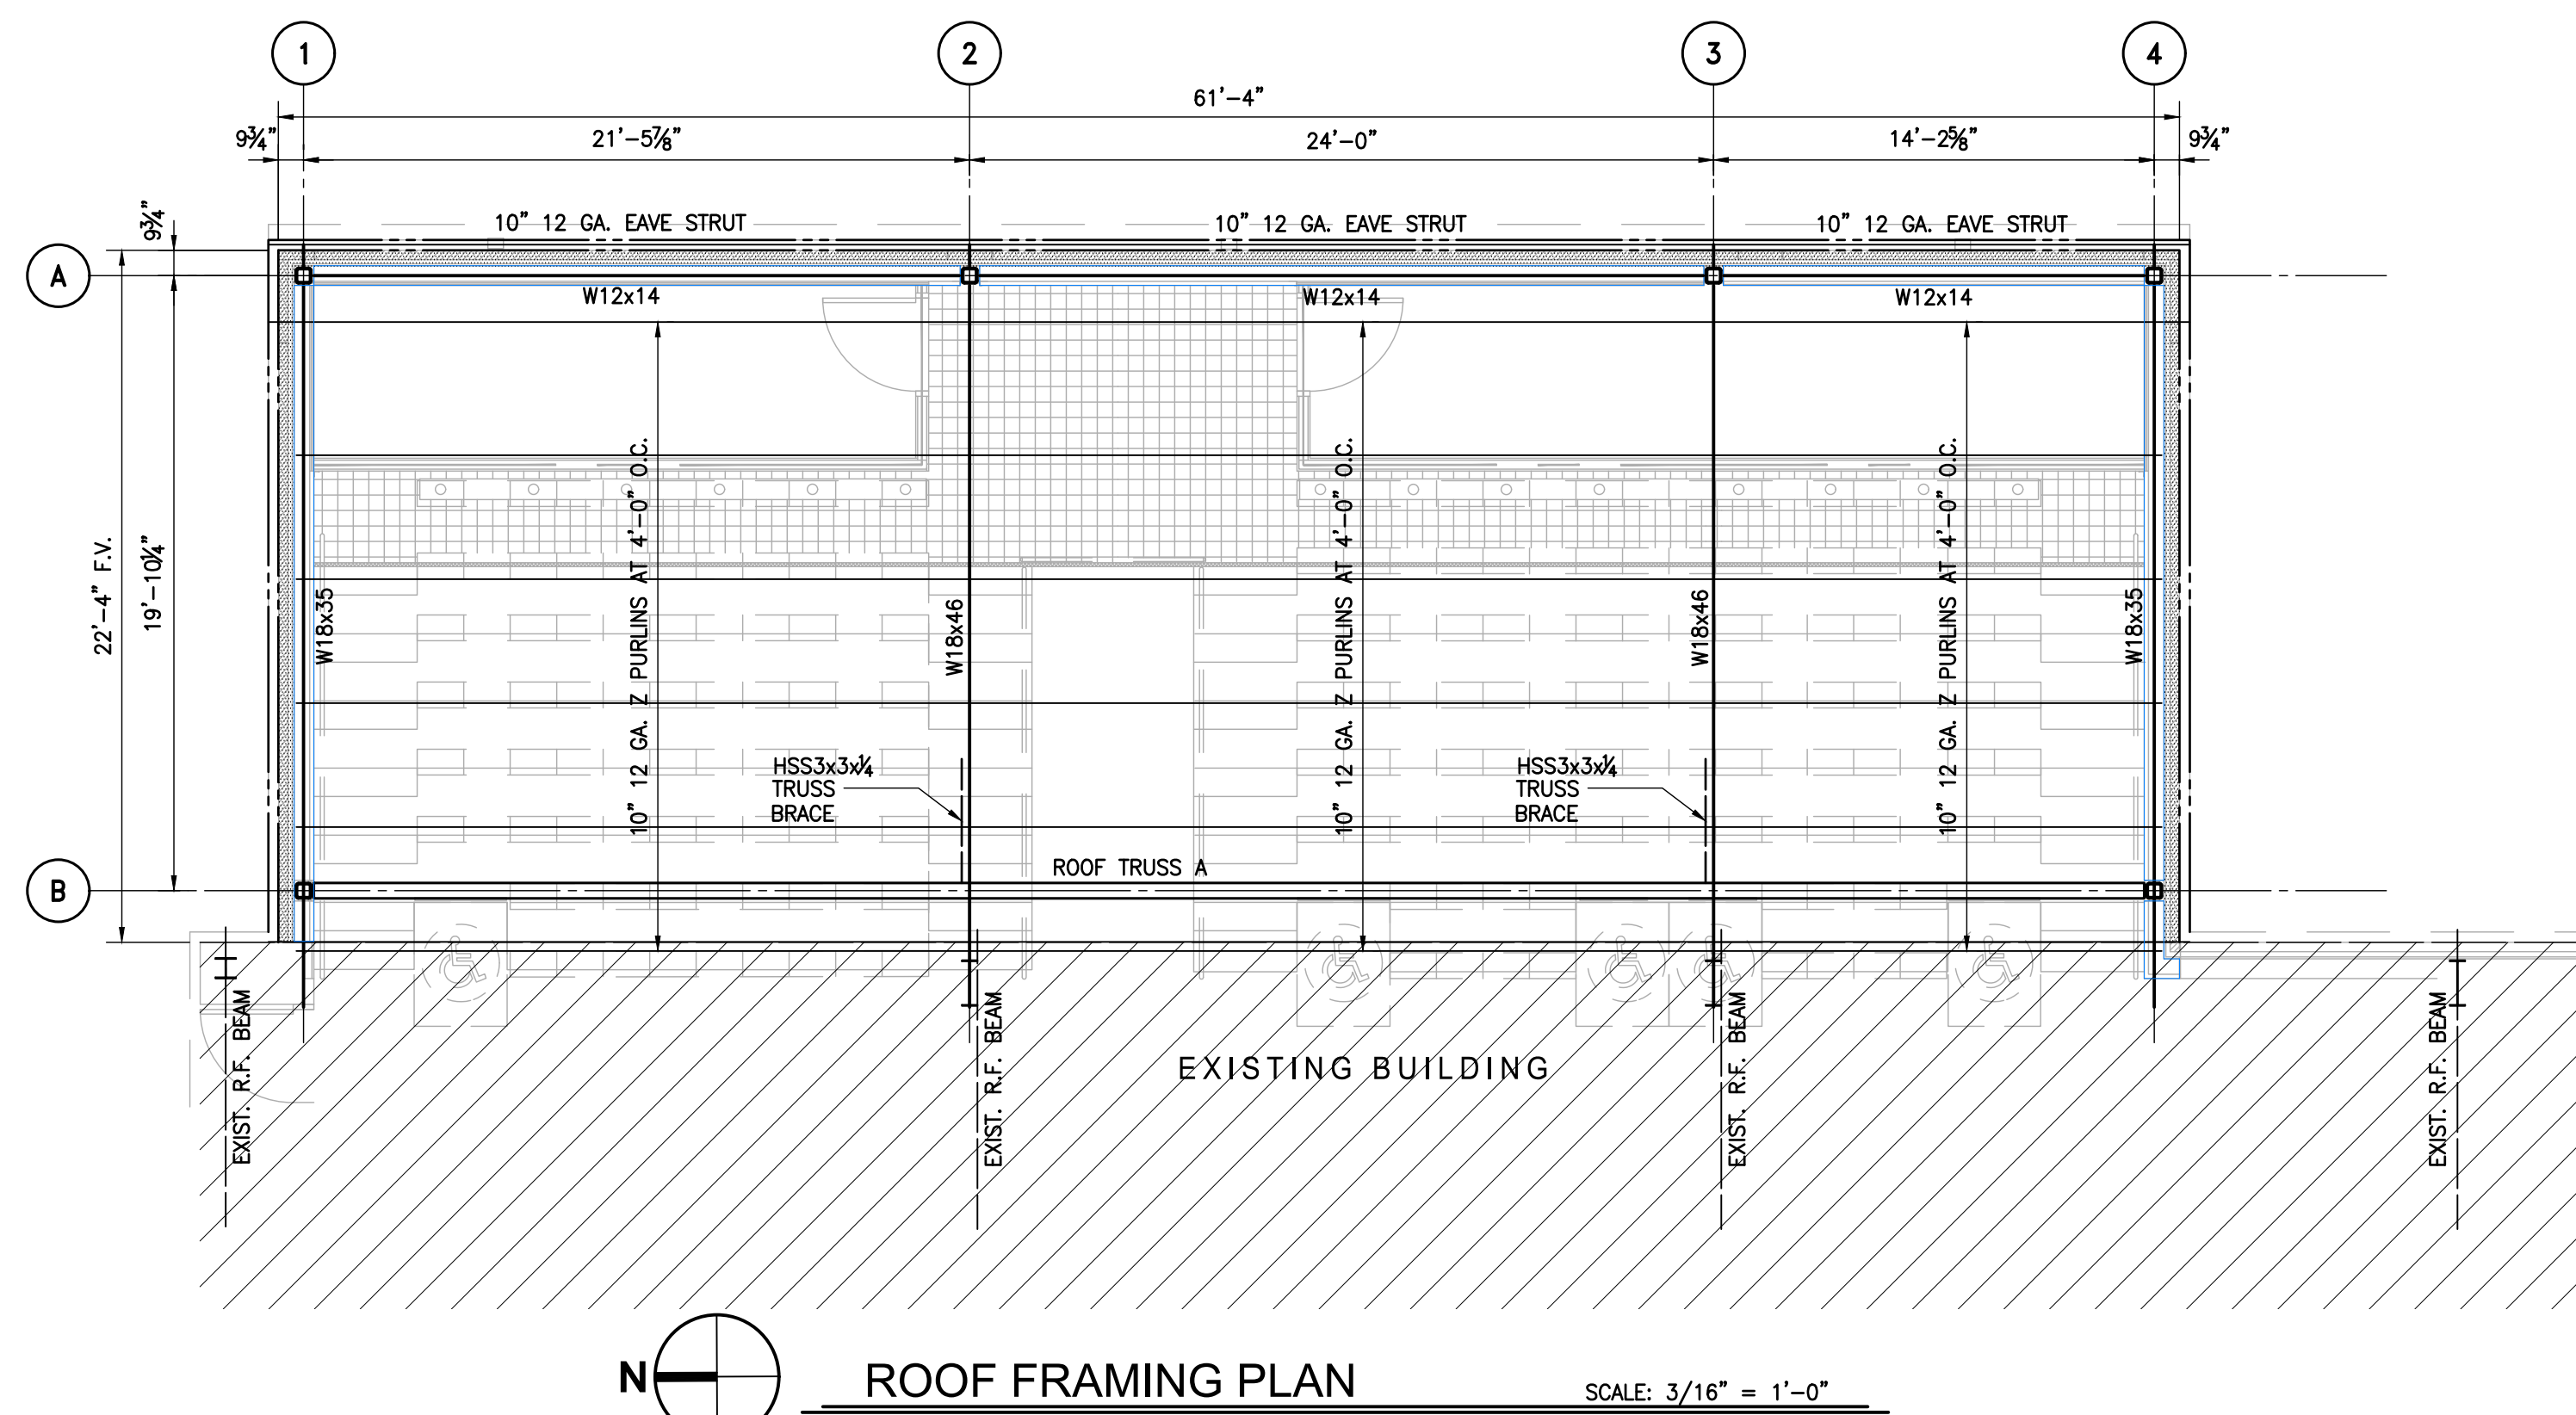 1
2
3
4
61'-4"
9¾"
21'-5⅞"
24'-0"
14'-2⅝"
9¾"
9¾"
10" 12 GA. EAVE STRUT
10" 12 GA. EAVE STRUT
10" 12 GA. EAVE STRUT
A
W12x14
W12x14
W12x14
22'-4" F.V.
19'-10¼"
W18x35
10" 12 GA. Z PURLINS AT 4'-0" O.C.
W18x46
10" 12 GA. Z PURLINS AT 4'-0" O.C.
W18x46
10" 12 GA. Z PURLINS AT 4'-0" O.C.
W18x35
HSS3x3x¼
TRUSS
BRACE
HSS3x3x¼
TRUSS
BRACE
ROOF TRUSS A
B
EXIST. R.F. BEAM
EXIST. R.F. BEAM
EXIST. R.F. BEAM
EXIST. R.F. BEAM
EXISTING BUILDING
N
ROOF FRAMING PLAN
SCALE: 3/16" = 1'-0"